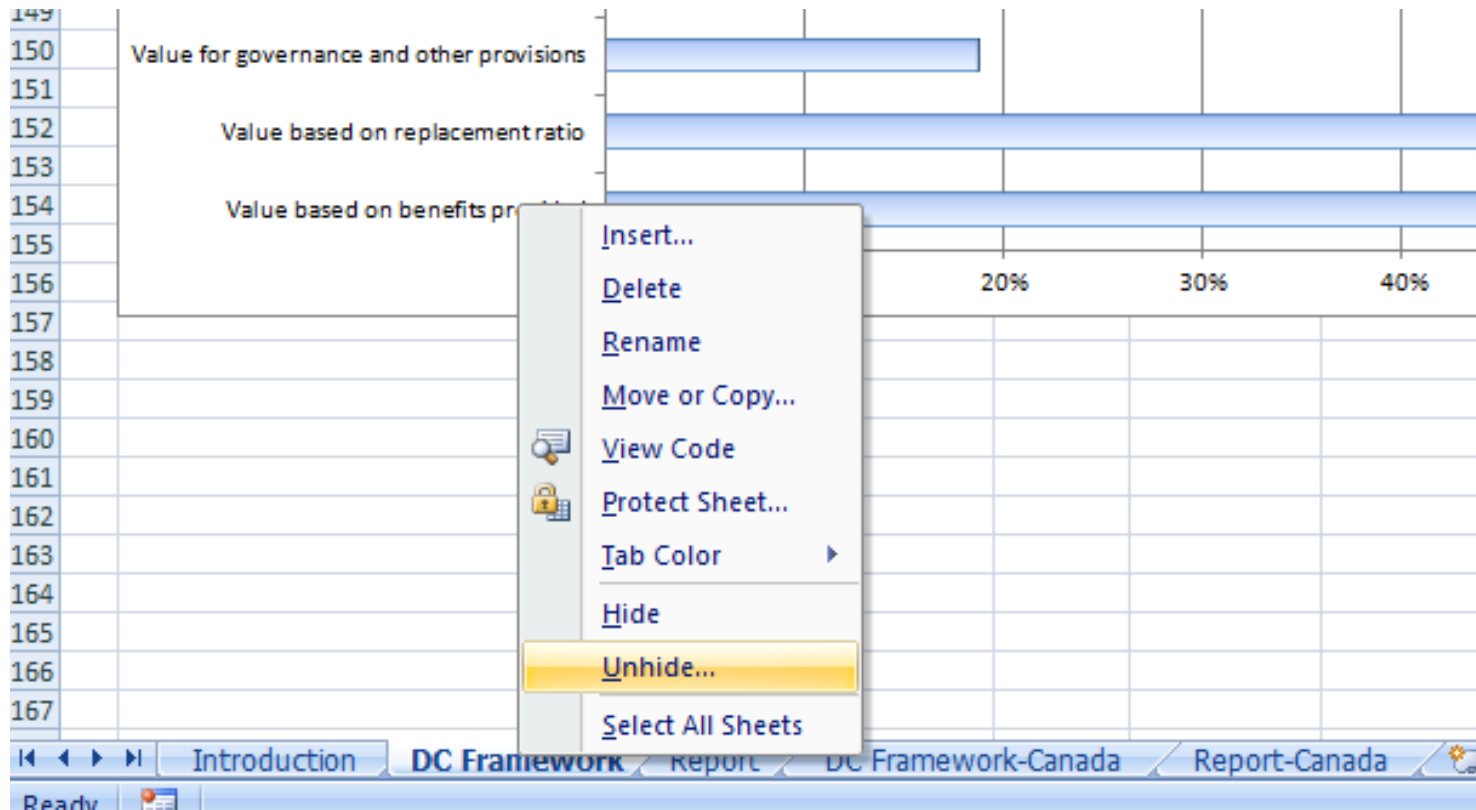 149
150
Value for governance and other provisions
151
152
Value based on replacement ratio
153
154
Value based on benefits
155
156
20%
30%
40%
157
158
159
160
161
162
163
164
165
166
167
Insert...
Delete
Rename
Move or Copy...
View Code
Protect Sheet...
Tab Color
Hide
Unhide...
Select All Sheets
Introduction
DC Framework
Report
DC Framework-Canada
Report-Canada
Ready